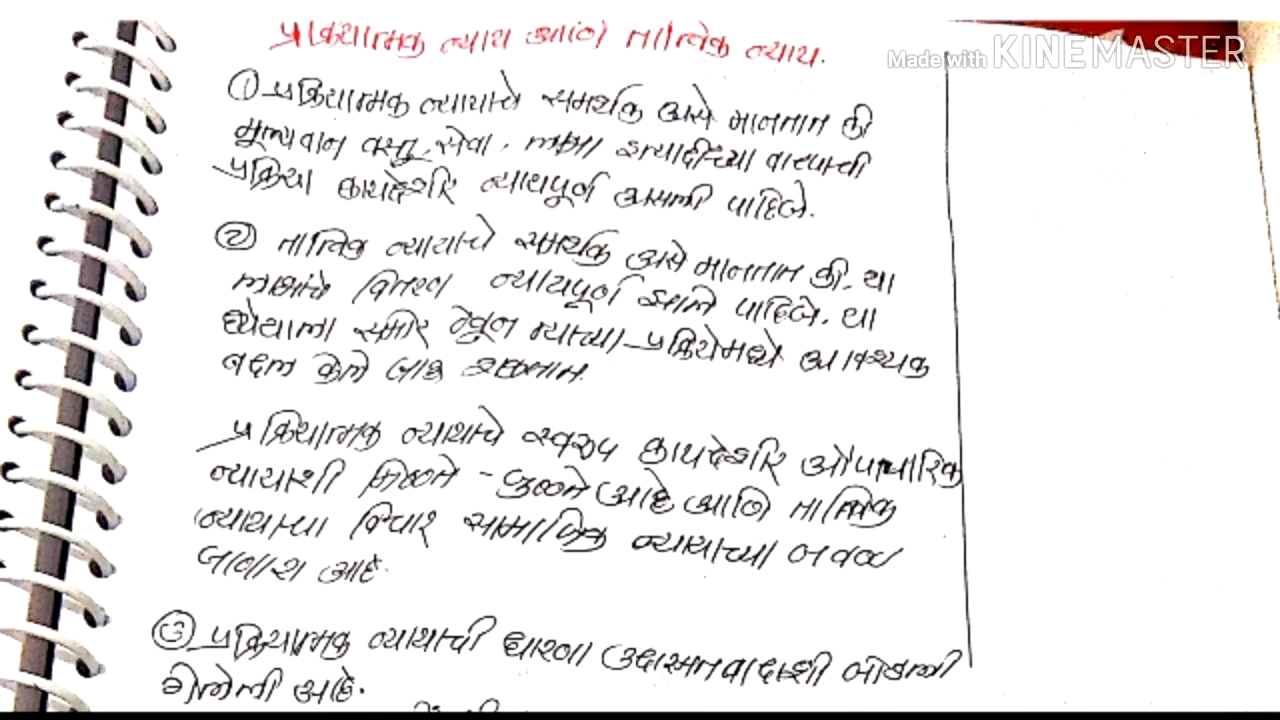 प्रक्रियात्मक न्याय आणि तात्विक न्याय.
Made with KINEMASTER
① प्रक्रियात्मक न्यायाचे समर्थक असे मानतात की
मूल्यवान वस्तू, सेवा, लाभ इत्यादींच्या वाटपाची
प्रक्रिया कायदेशीर न्यायपूर्ण असली पाहिजे.
② तात्विक न्यायाचे समर्थक असे मानतात की, या
लाभांचे वितरण न्यायपूर्ण झाले पाहिजे. या
ध्येयाला समोर ठेवून त्याच्या प्रक्रियेमध्ये आवश्यक
बदल केले जाऊ शकतात.
प्रक्रियात्मक न्यायाचे स्वरूप कायदेशीर औपचारिक
न्यायाशी मिळते - जुळते आहे आणि तात्विक
न्यायाचा विचार सामाजिक न्यायाच्या जवळ
जाणारा आहे.
③ प्रक्रियात्मक न्यायाची धारणा उदारमतवादाशी जोडली
गेलेली आहे.